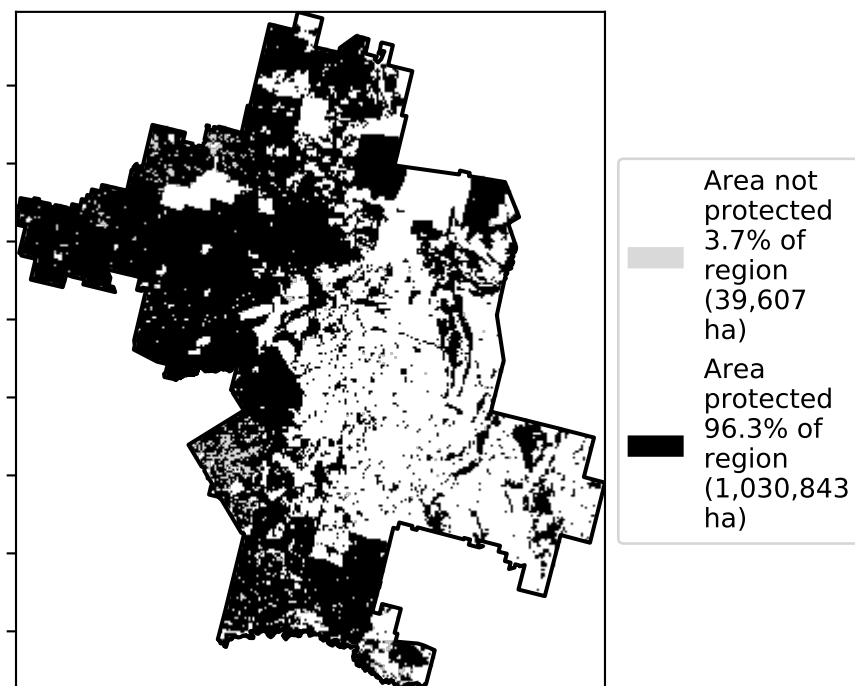 Area not
protected
3.7% of
region
(39,607
ha)
Area
protected
96.3% of
region
(1,030,843
ha)